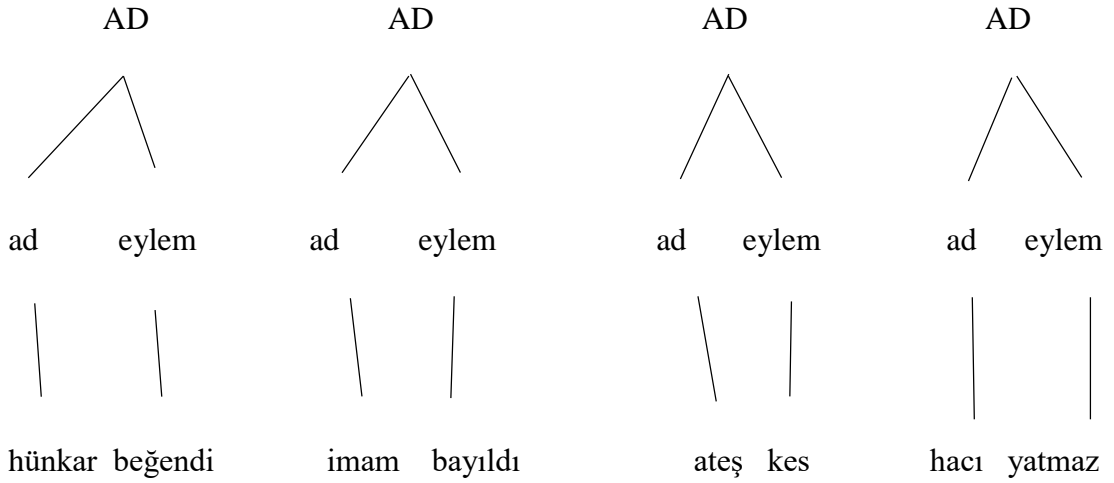 AD AD AD AD
ad eylem ad eylem ad eylem ad eylem
hünkar beğendi imam bayıldı ateş kes hacı yatmaz